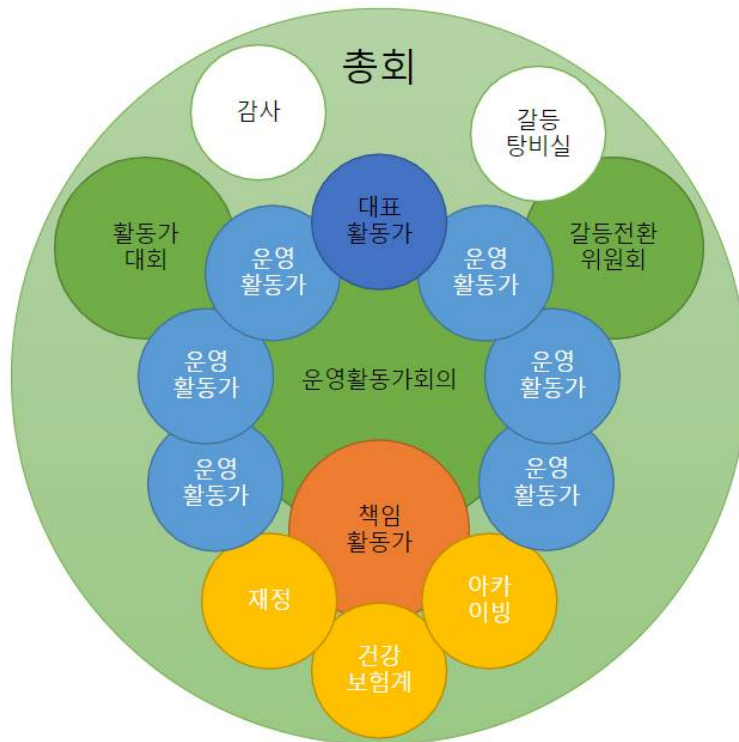 총회
감사
갈등
탕비실
대표
활동가
활동가
대회
갈등전환
위원회
운영
활동가
운영
활동가
운영
활동가
운영활동가회의
운영
활동가
운영
활동가
운영
활동가
책임
활동가
재정
아카
이빙
건강
보험계